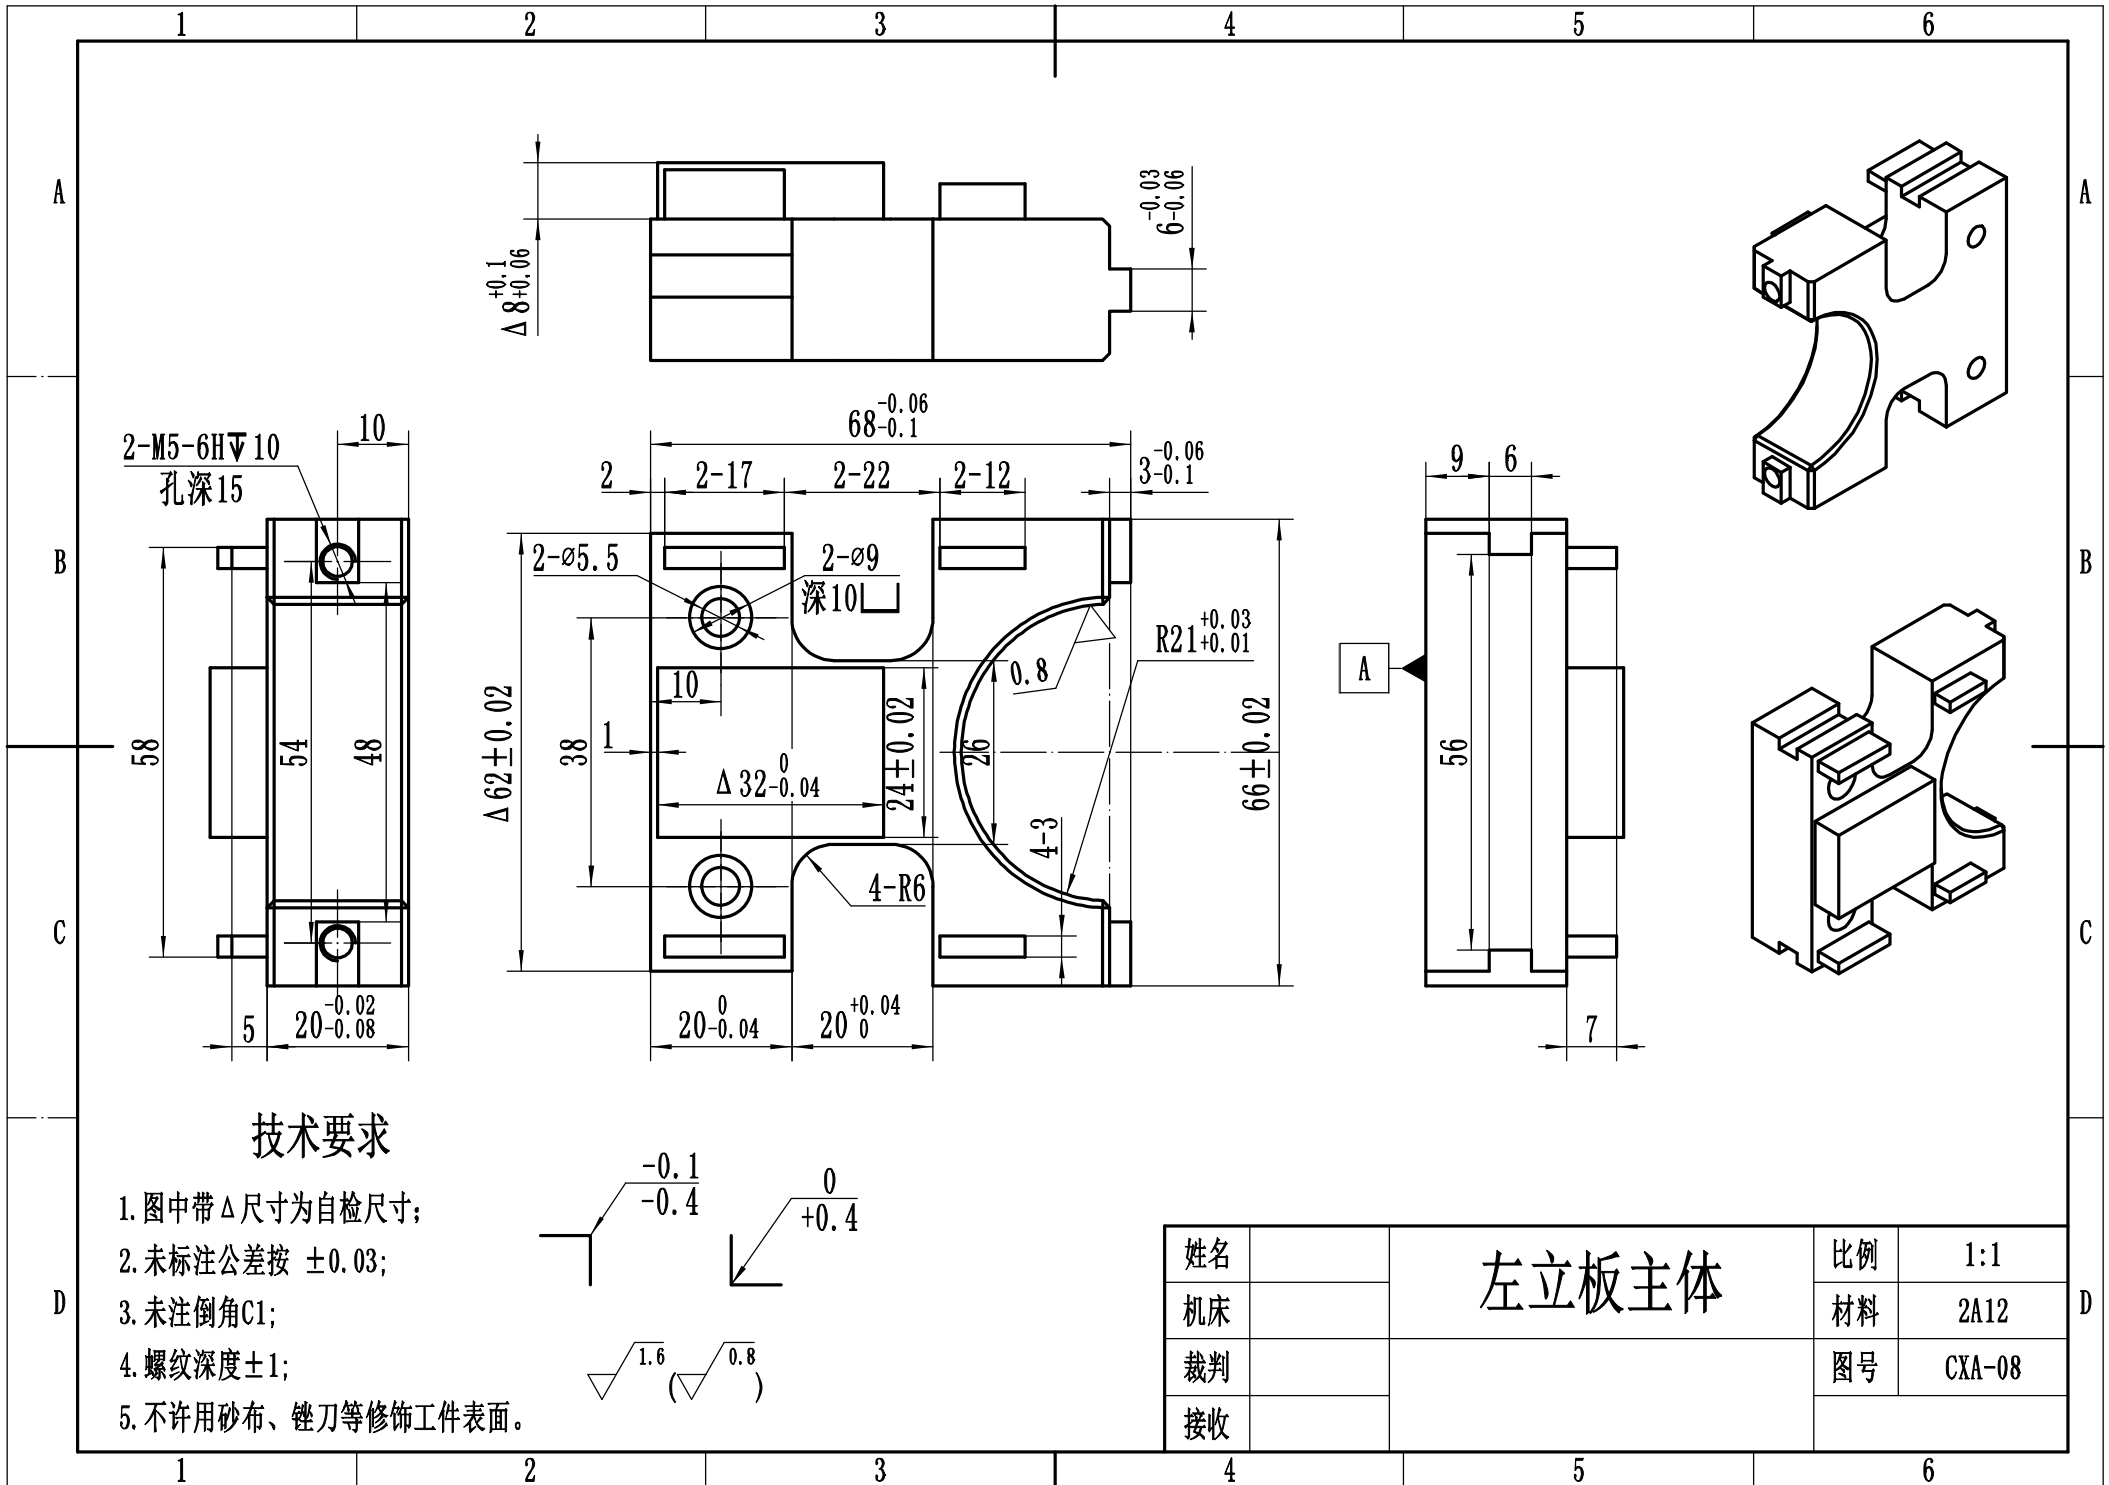 1 2 3 4 5 6
A A
-0.03
6-0.06
+0.1
Δ8+0.06
-0.06
68-0.1
10
2-M5-6H↧10
孔深15
2 2-17 2-22 2-12
-0.06
3-0.1
9 6
B B
2-⌀5.5
2-⌀9
深10⌴
+0.03
R21+0.01
0.8
A
10
1
58
54
48
Δ62±0.02
38
0
Δ32-0.04
24±0.02
26
66±0.02
56
4-3
4-R6
C C
5
-0.02
20-0.08
0
20-0.04
+0.04
20 0
7
技术要求
1.图中带Δ尺寸为自检尺寸;
2.未标注公差按 ±0.03;
3.未注倒角C1;
4.螺纹深度±1;
5.不许用砂布、锉刀等修饰工件表面。
-0.1
-0.4
0
+0.4
1.6 (0.8)
D D
姓名
机床
裁判
接收
左立板主体
比例 1:1
材料 2A12
图号 CXA-08
1 2 3 4 5 6